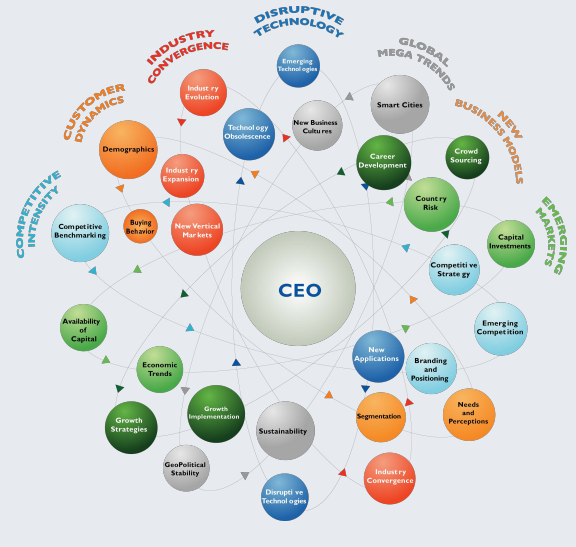 DISRUPTIVE
TECHNOLOGY
INDUSTRY
CONVERGENCE
GLOBAL
MEGA TRENDS
CUSTOMER
DYNAMICS
NEW
BUSINESS MODELS
COMPETITIVE
INTENSITY
EMERGING
MARKETS
Emerging
Technologies
Industry
Evolution
Smart Cities
New Business
Cultures
Technology
Obsolescence
Demographics
Career
Development
Crowd
Sourcing
Industry
Expansion
Country
Risk
Competitive
Benchmarking
Buying
Behavior
New Vertical
Markets
Capital
Investments
Competitive
Strategy
CEO
Availability
of
Capital
Emerging
Competition
Economic
Trends
New
Applications
Branding
and
Positioning
Growth
Strategies
Growth
Implementation
Sustainability
Segmentation
Needs
and
Perceptions
GeoPolitical
Stability
Disruptive
Technologies
Industry
Convergence